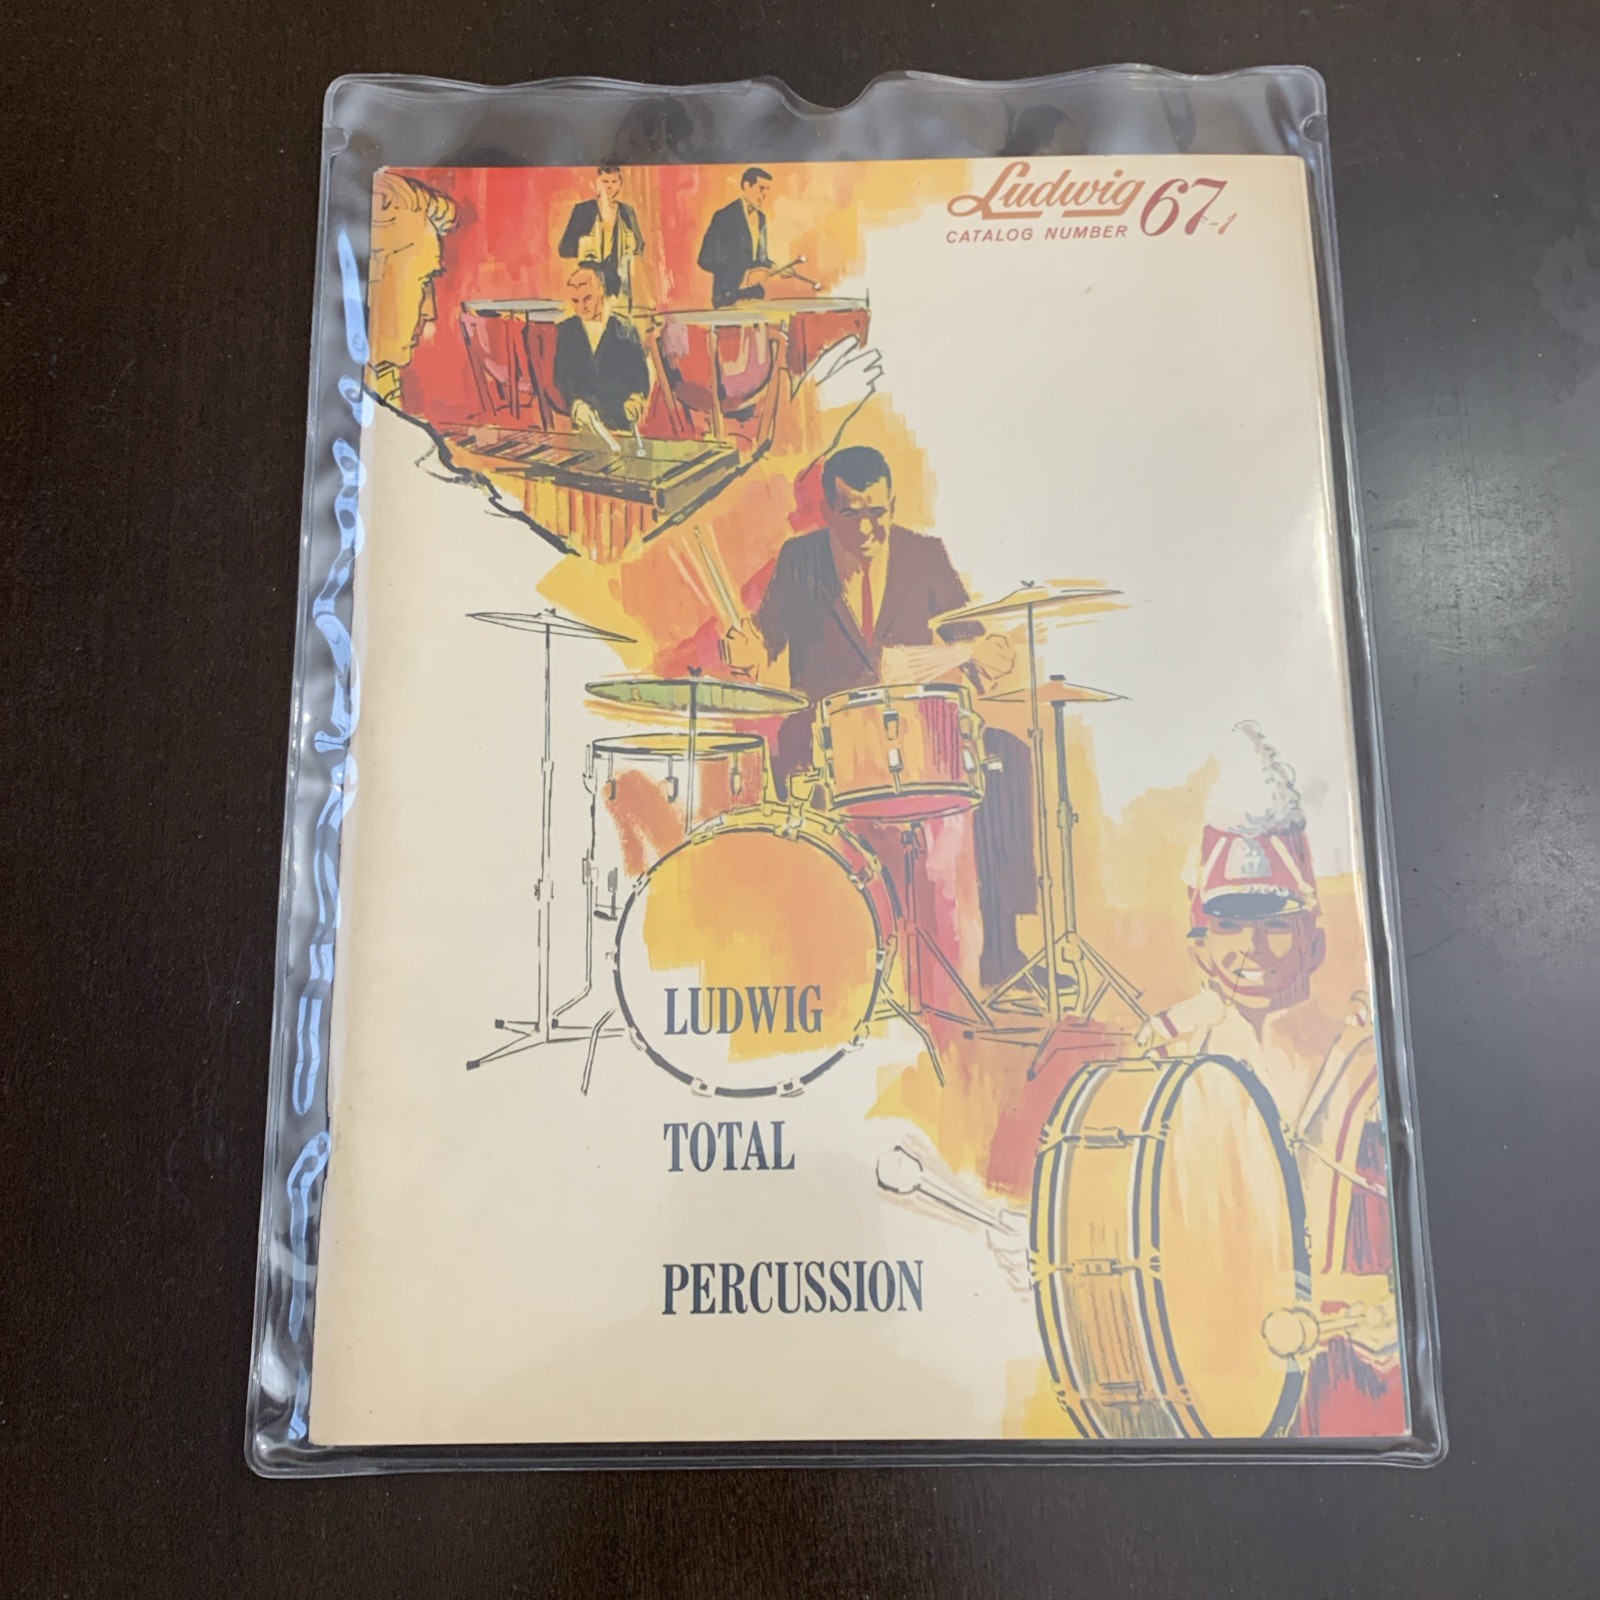 Ludwig 67-1
CATALOG NUMBER
LUDWIG
TOTAL
PERCUSSION